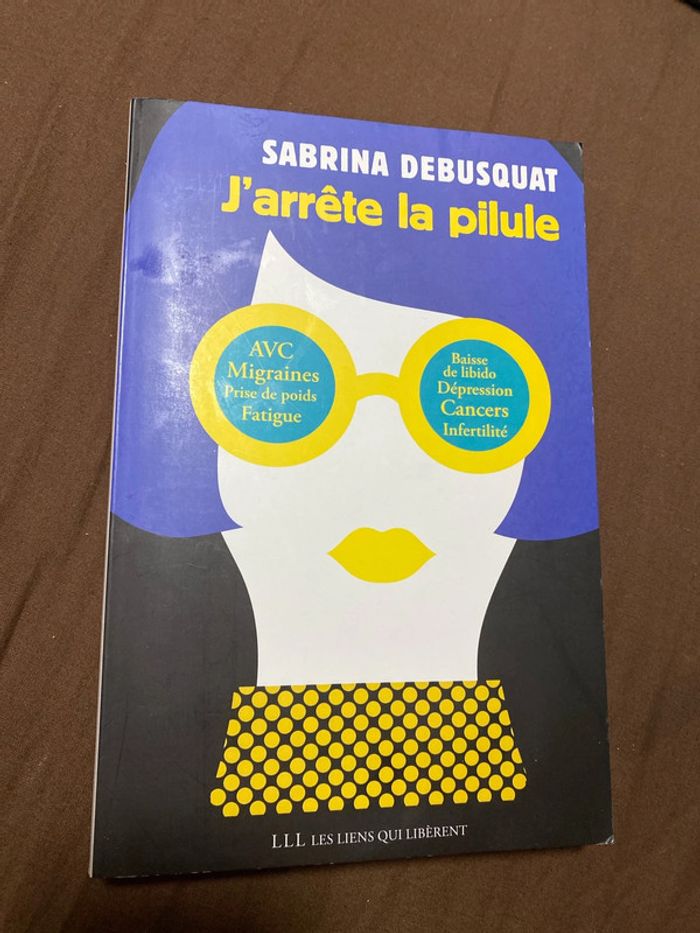 SABRINA DEBUSQUAT
J'arrête la pilule
AVC
Migraines
Prise de poids
Fatigue
Baisse
de libido
Dépression
Cancers
Infertilité
LLL LES LIENS QUI LIBÈRENT